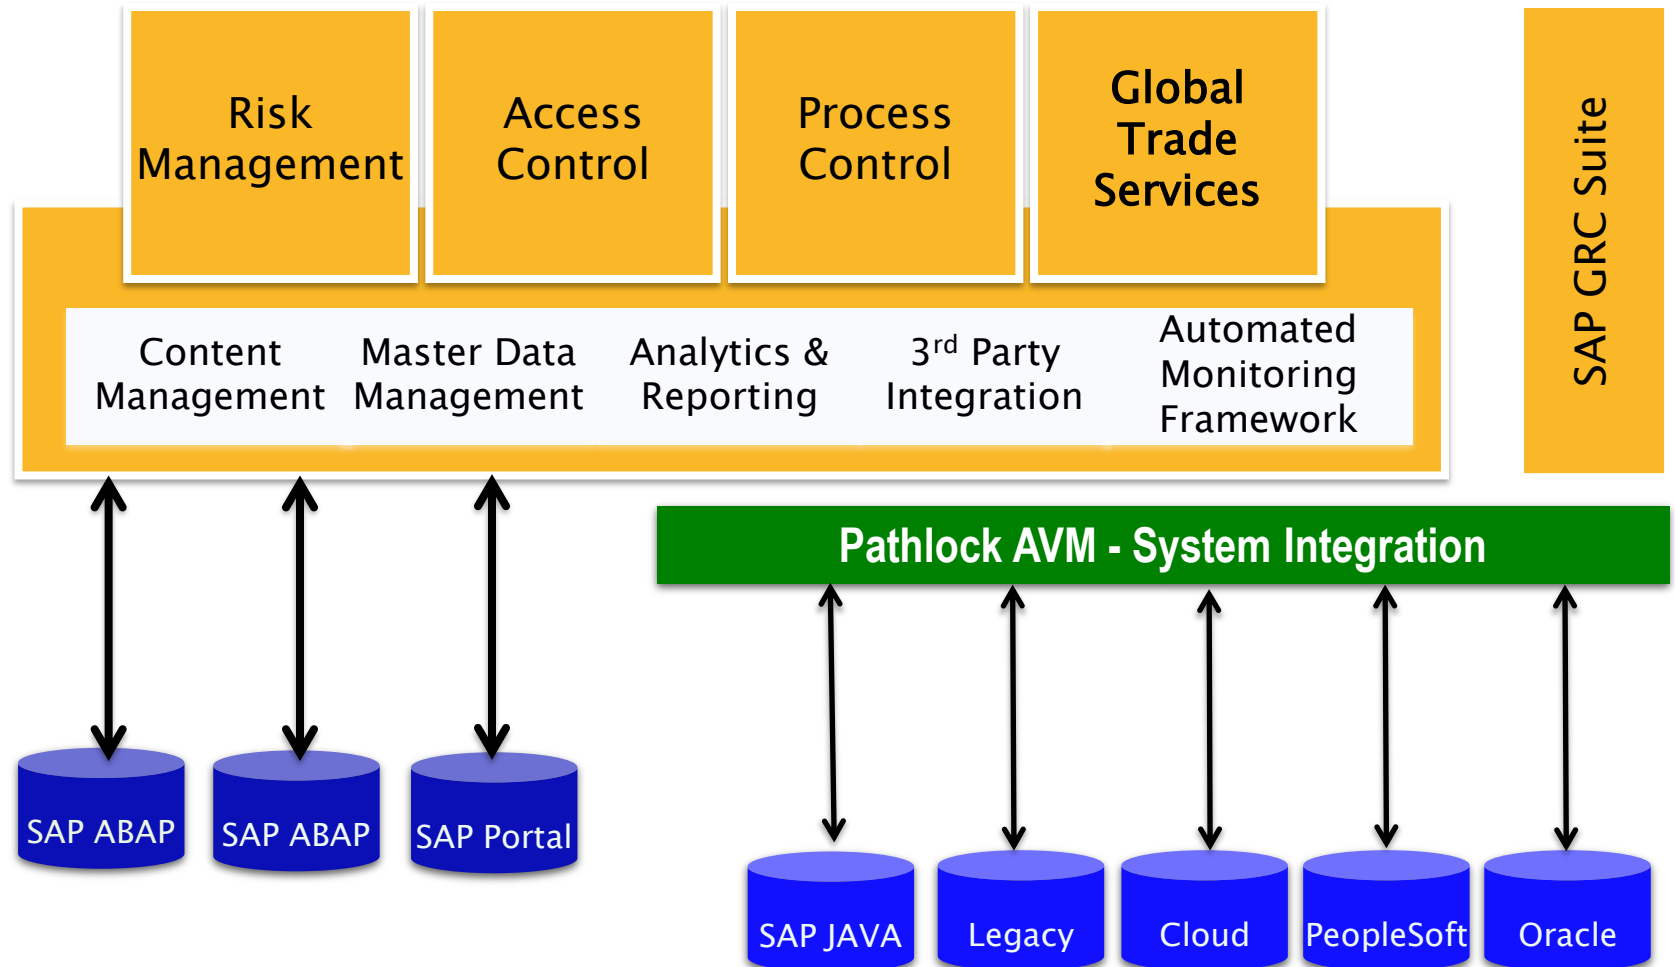 Risk
Management
Access
Control
Process
Control
Global
Trade
Services
SAP GRC Suite
Content
Management
Master Data
Management
Analytics &
Reporting
3rd Party
Integration
Automated
Monitoring
Framework
Pathlock AVM - System Integration
SAP ABAP
SAP ABAP
SAP Portal
SAP JAVA
Legacy
Cloud
PeopleSoft
Oracle